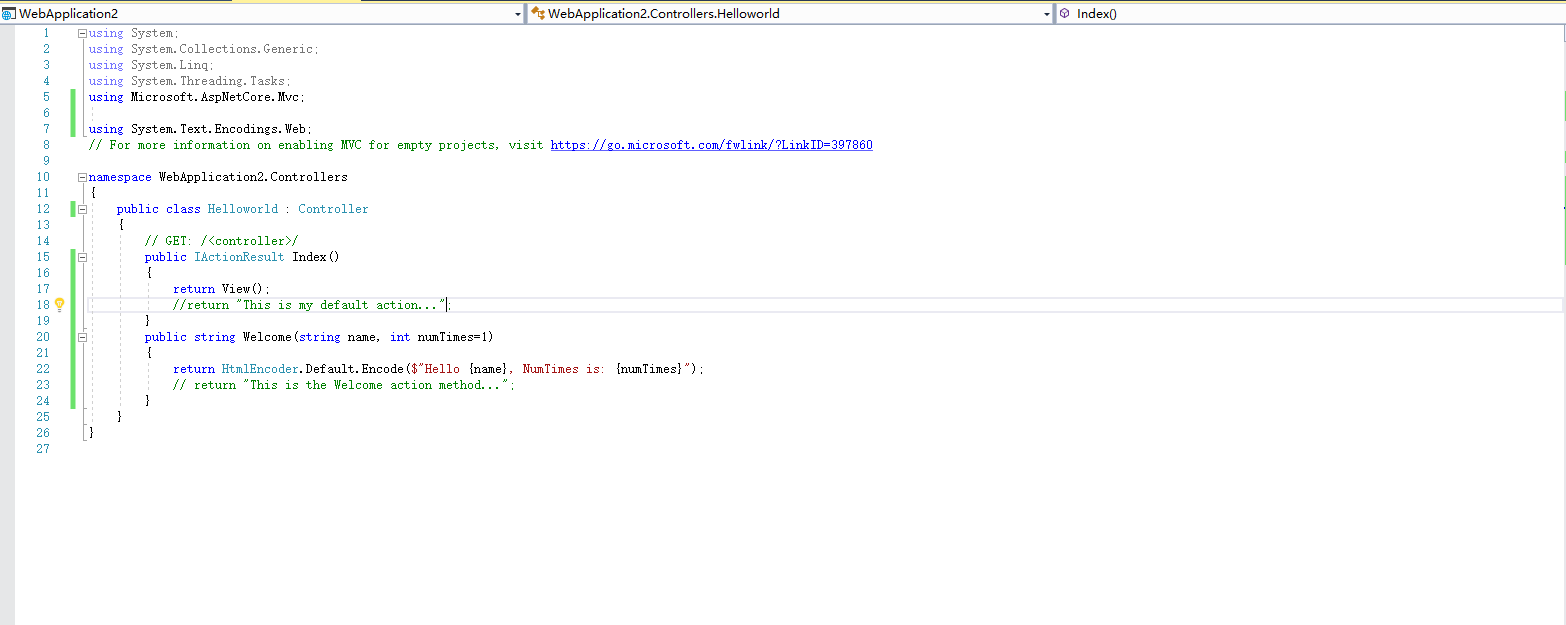 WebApplication2 WebApplication2.Controllers.Helloworld Index()
1 using System;
2 using System.Collections.Generic;
3 using System.Linq;
4 using System.Threading.Tasks;
5 using Microsoft.AspNetCore.Mvc;
6
7 using System.Text.Encodings.Web;
8 // For more information on enabling MVC for empty projects, visit https://go.microsoft.com/fwlink/?LinkID=397860
9
10 namespace WebApplication2.Controllers
11 {
12 public class Helloworld : Controller
13 {
14 // GET: /<controller>/
15 public IActionResult Index()
16 {
17 return View();
18 //return "This is my default action...";
19 }
20 public string Welcome(string name, int numTimes=1)
21 {
22 return HtmlEncoder.Default.Encode($"Hello {name}, NumTimes is: {numTimes}");
23 // return "This is the Welcome action method...";
24 }
25 }
26 }
27